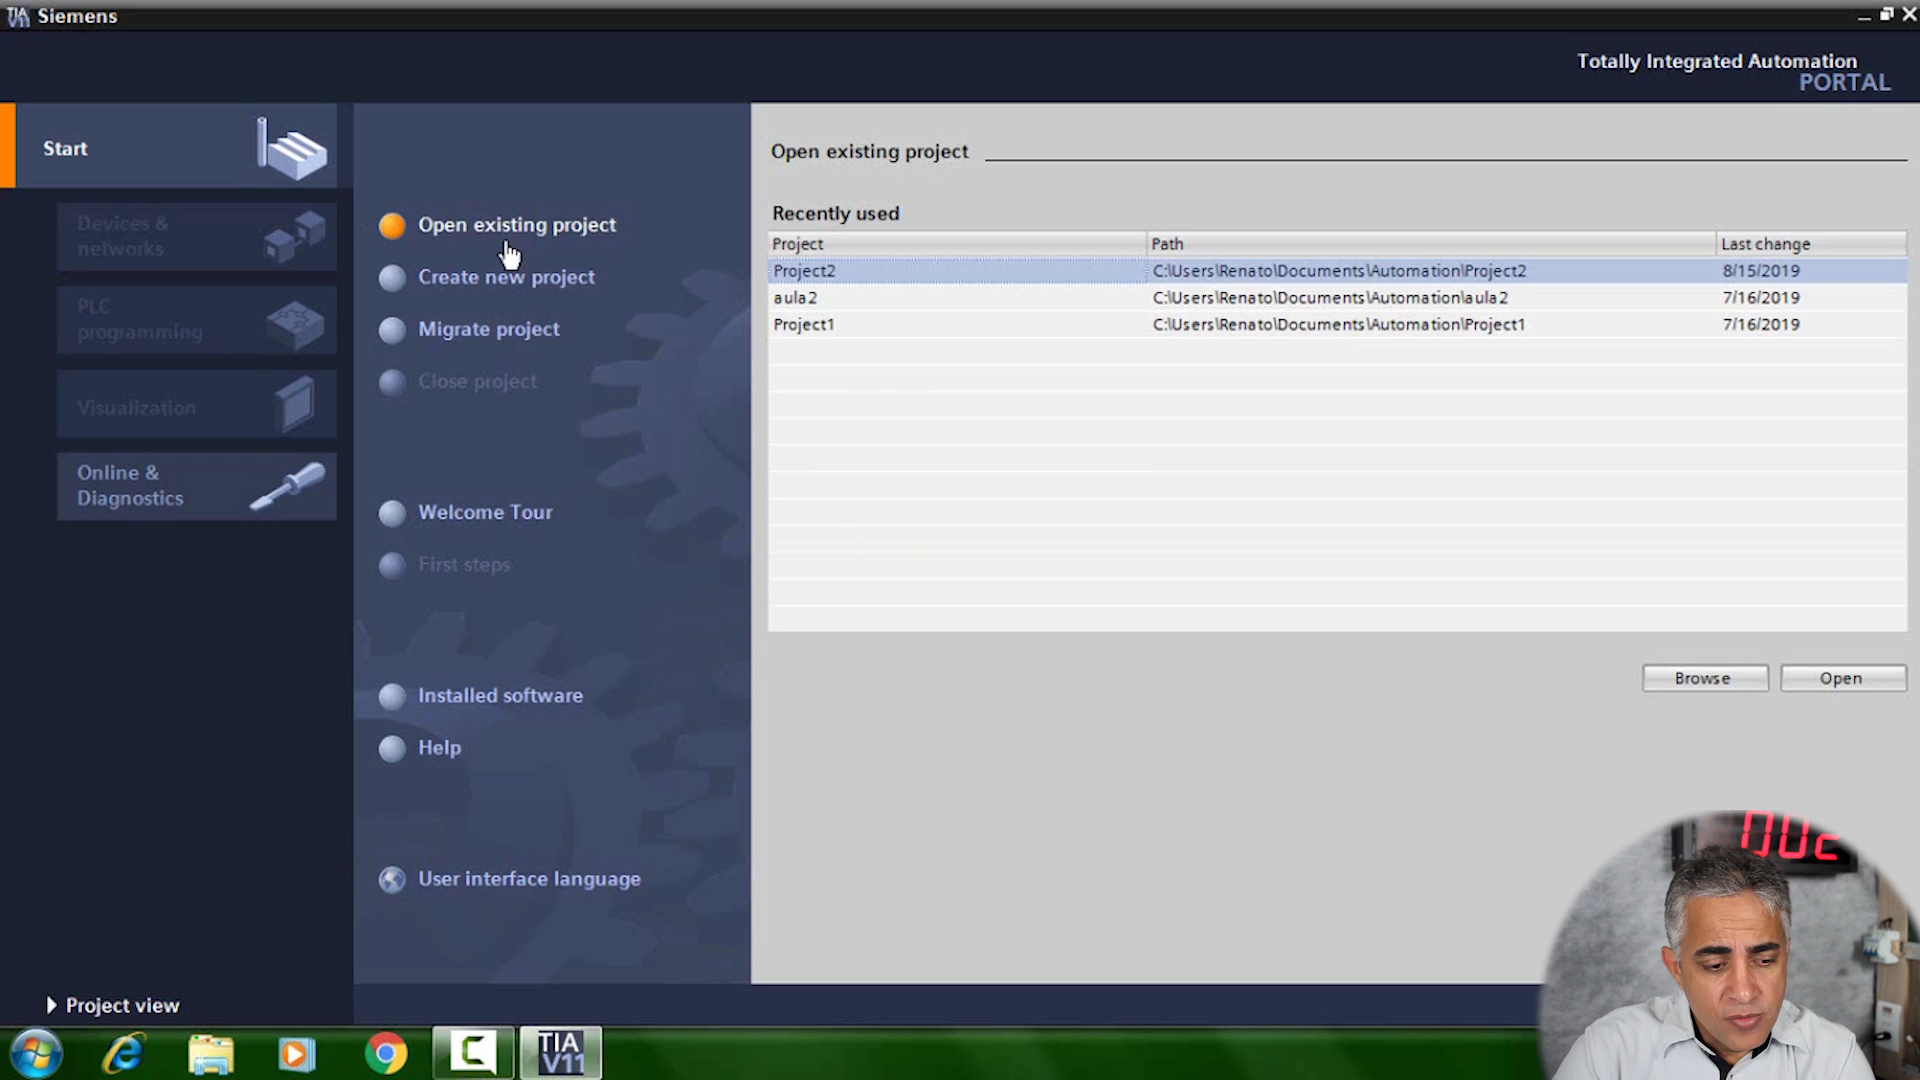 TIA V11 Siemens
Totally Integrated Automation
PORTAL
Start
Devices &
networks
PLC
programming
Visualization
Online &
Diagnostics
Open existing project
Create new project
Migrate project
Close project
Welcome Tour
First steps
Installed software
Help
User interface language
Open existing project
Recently used
Project Path Last change
Project2 C:\Users\Renato\Documents\Automation\Project2 8/15/2019
aula2 C:\Users\Renato\Documents\Automation\aula2 7/16/2019
Project1 C:\Users\Renato\Documents\Automation\Project1 7/16/2019
Browse Open
Project view
TIA
V11